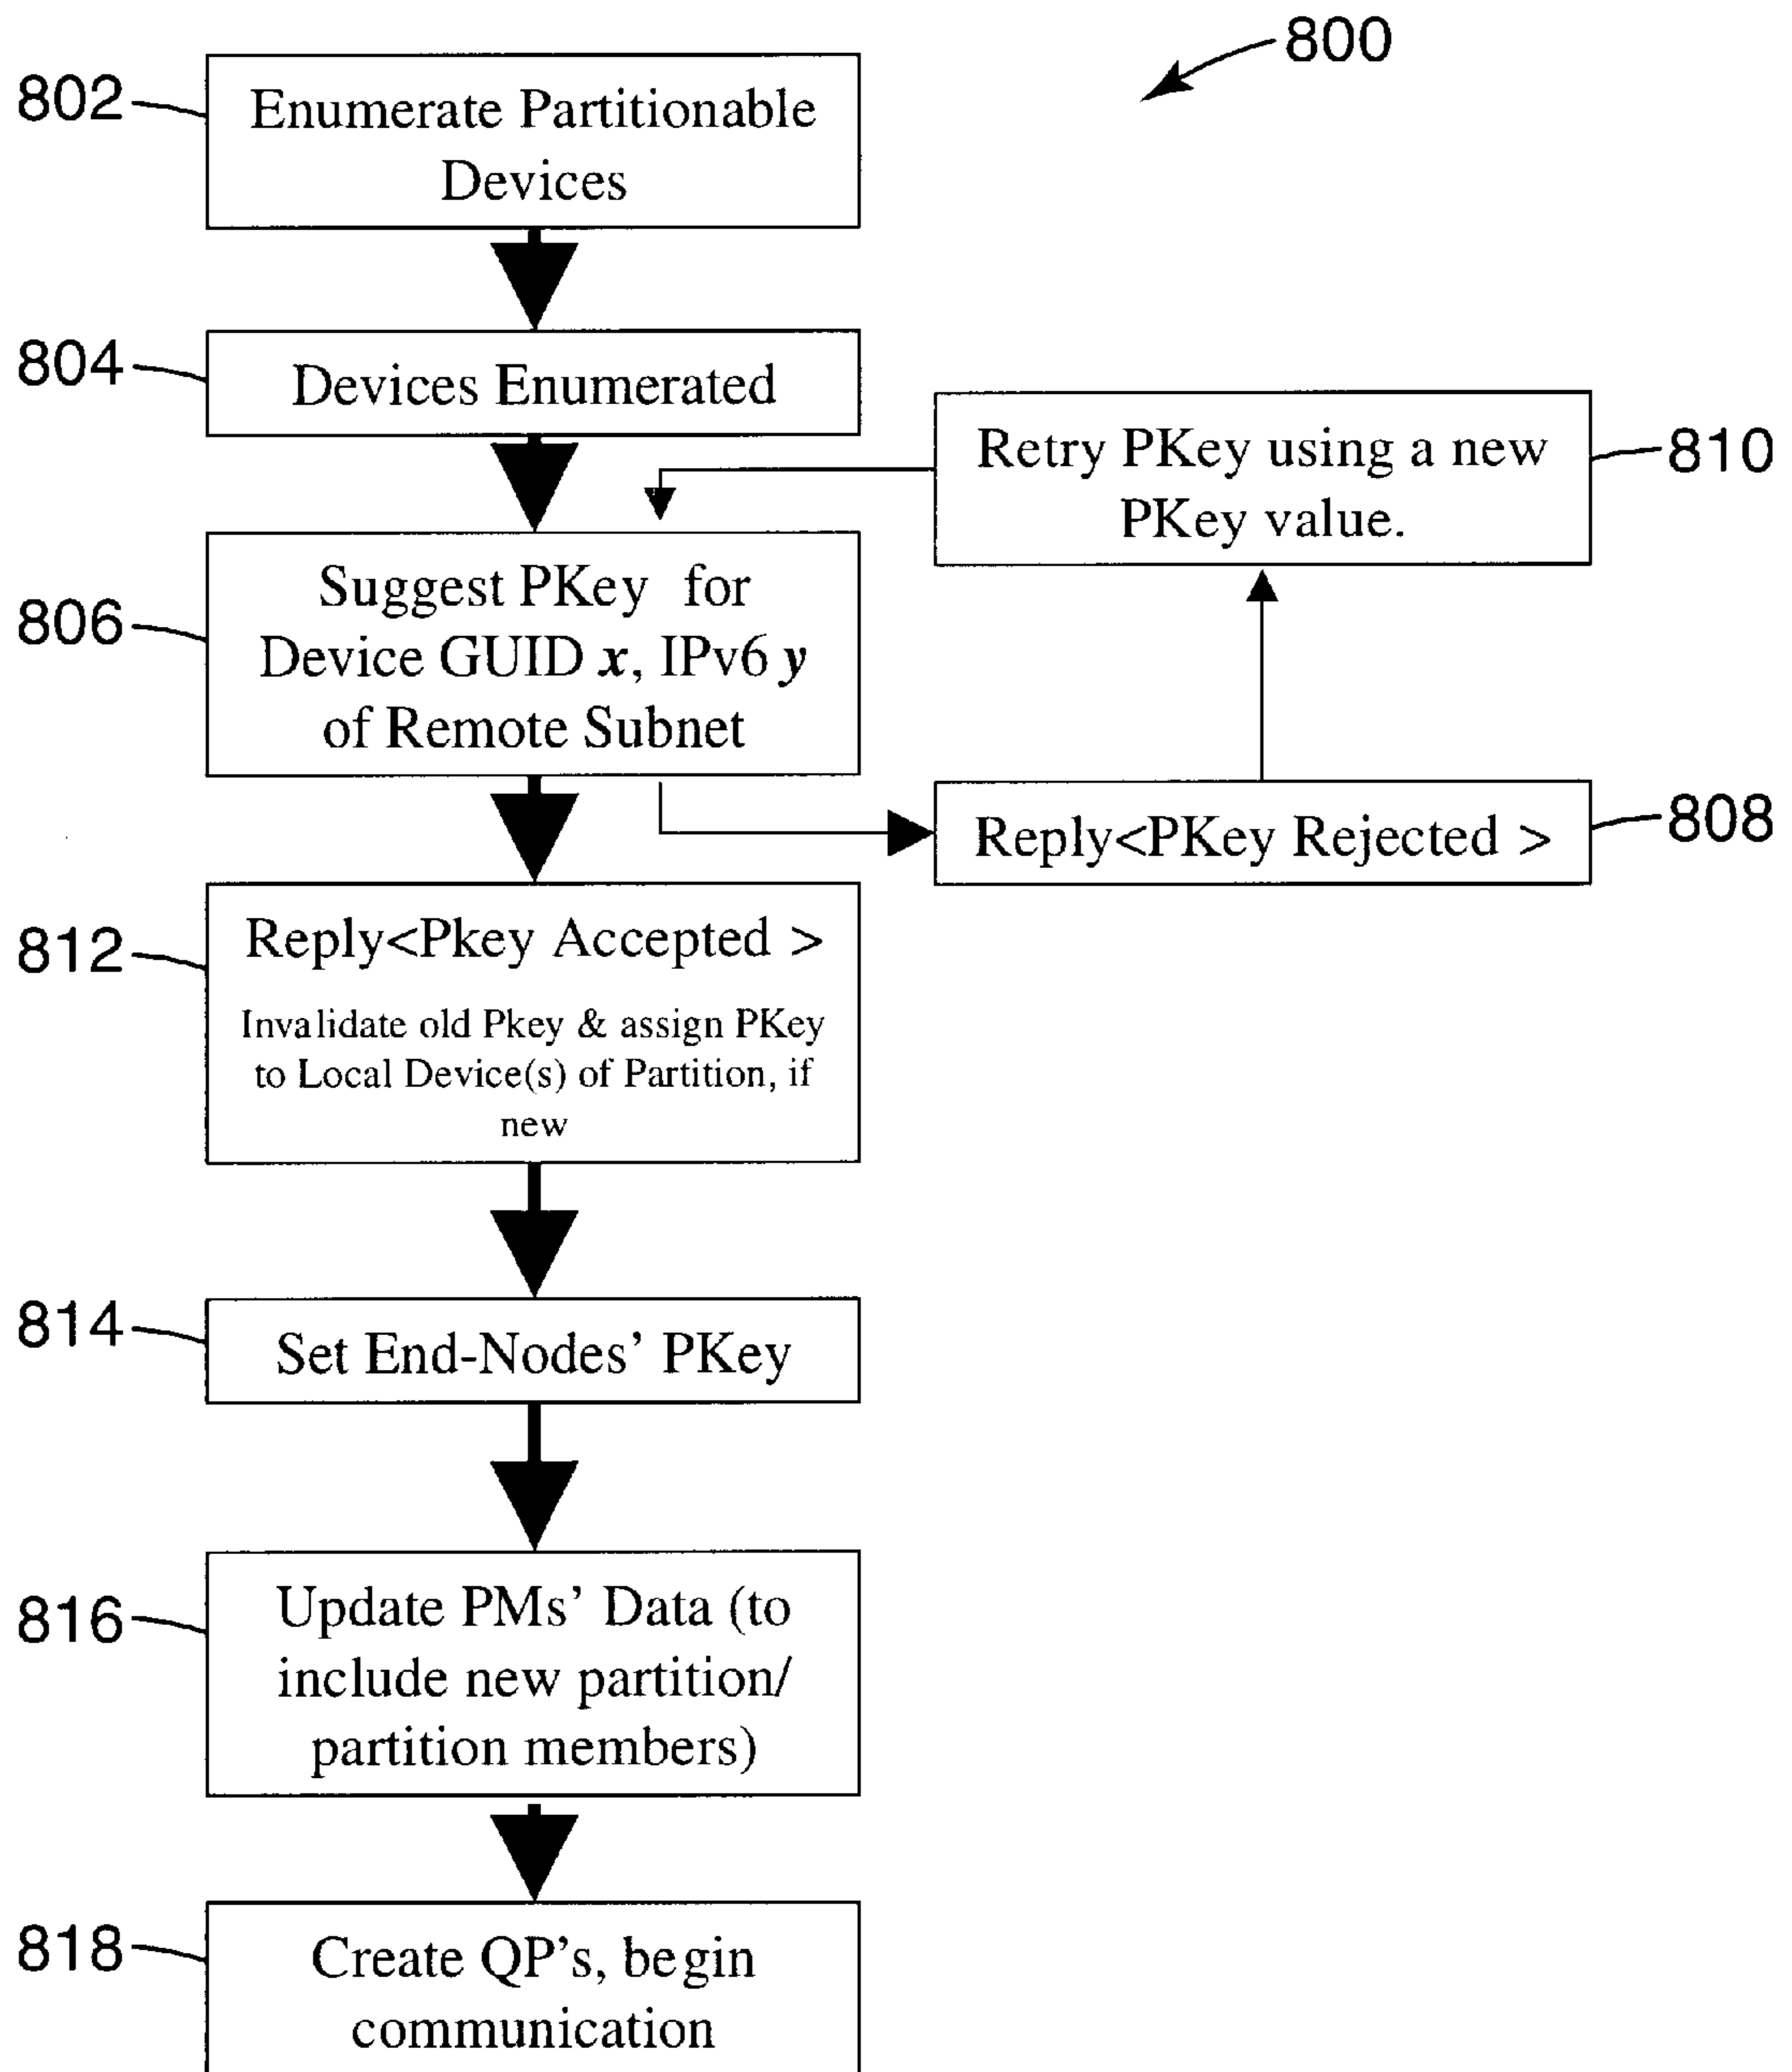 800
802
Enumerate Partitionable
Devices
804
Devices Enumerated
810
Retry PKey using a new
PKey value.
806
Suggest PKey for
Device GUID x, IPv6 y
of Remote Subnet
808
Reply<PKey Rejected >
812
Reply<Pkey Accepted >
Invalidate old Pkey & assign PKey
to Local Device(s) of Partition, if
new
814
Set End-Nodes’ PKey
816
Update PMs’ Data (to
include new partition/
partition members)
818
Create QP’s, begin
communication